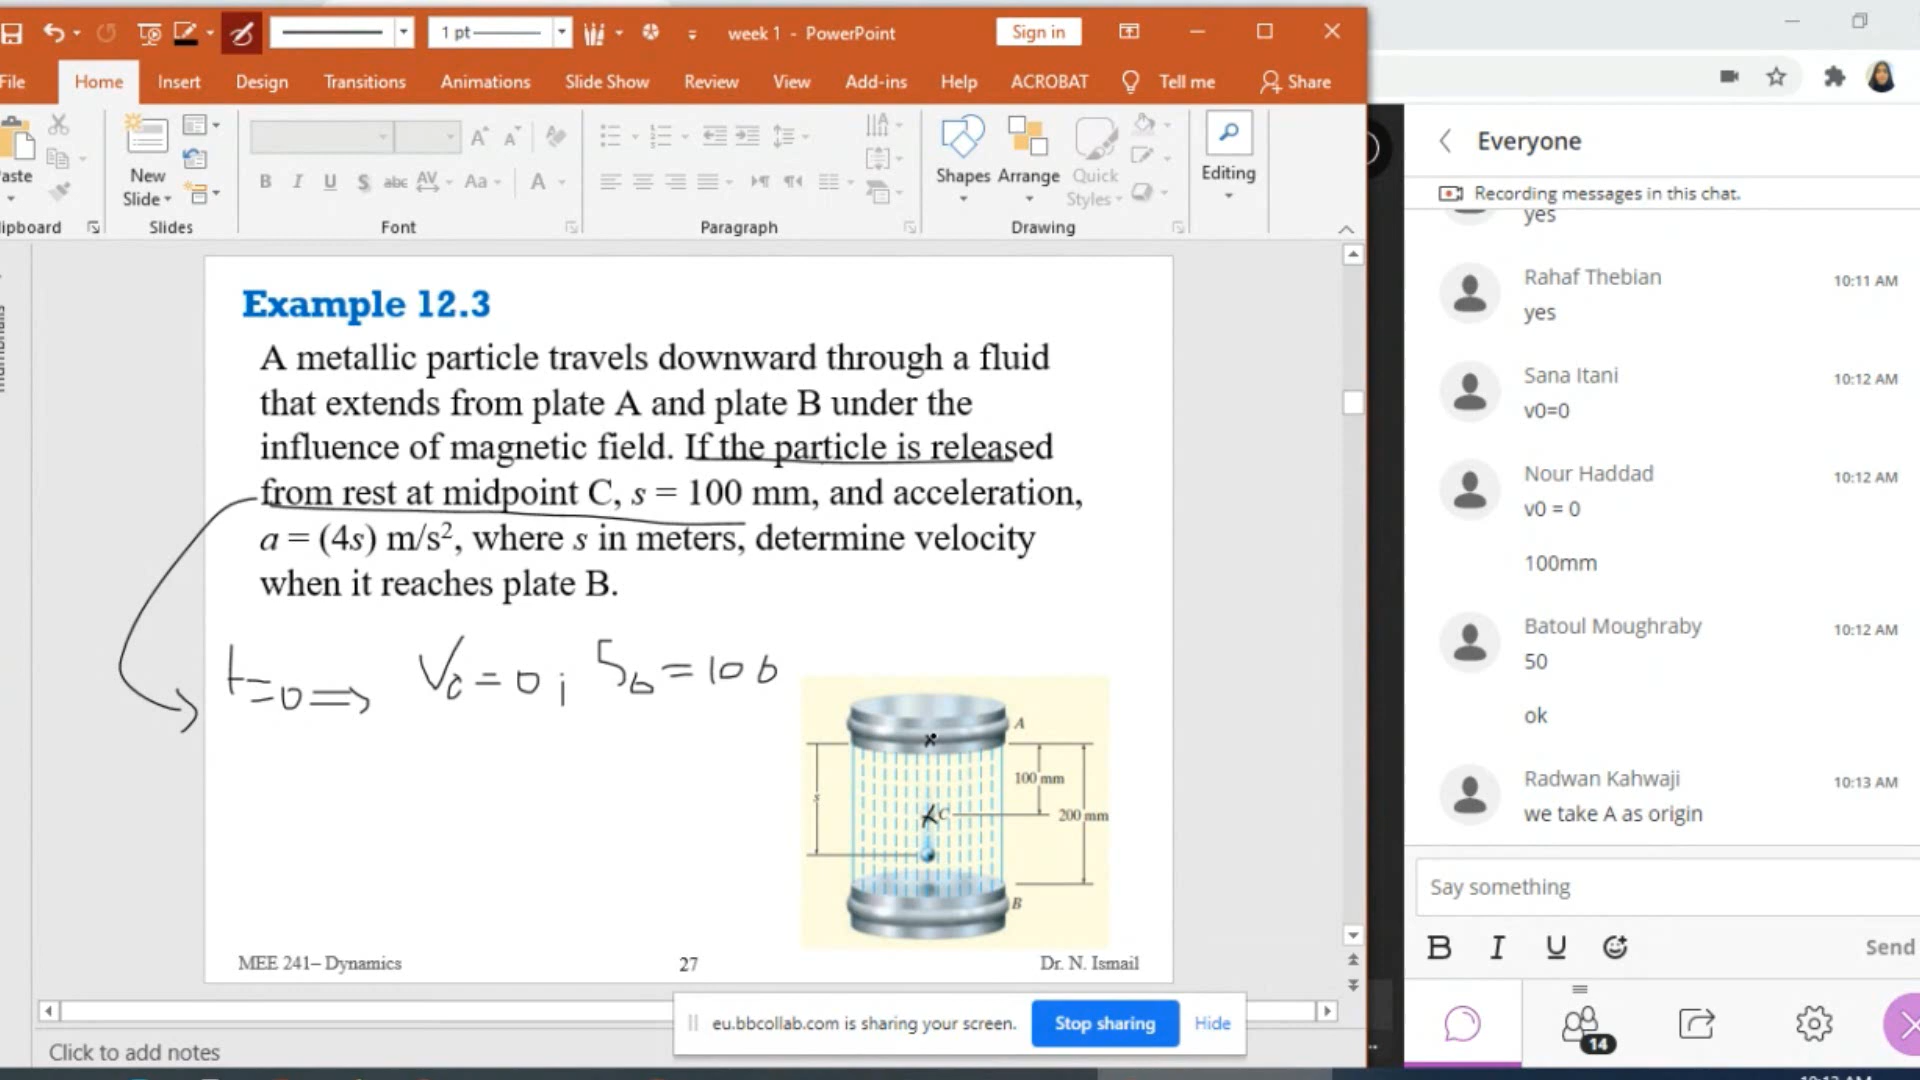 1 pt
week 1 - PowerPoint
Sign in
File Home Insert Design Transitions Animations Slide Show Review View Add-ins Help ACROBAT Tell me Share
New
Slide
Shapes Arrange Quick
Styles
Editing
B I U S abc AV Aa A
Slides Font Paragraph Drawing
Example 12.3
A metallic particle travels downward through a fluid
that extends from plate A and plate B under the
influence of magnetic field. If the particle is released
from rest at midpoint C, s = 100 mm, and acceleration,
a = (4s) m/s², where s in meters, determine velocity
when it reaches plate B.
t=0 ⇒ Vc = 0 ; S0 = 100
A
100 mm
C
200 mm
s
B
MEE 241– Dynamics 27 Dr. N. Ismail
eu.bbcollab.com is sharing your screen. Stop sharing Hide
Click to add notes
Everyone
Recording messages in this chat.
yes
Rahaf Thebian 10:11 AM
yes
Sana Itani 10:12 AM
v0=0
Nour Haddad 10:12 AM
v0 = 0
100mm
Batoul Moughraby 10:12 AM
50
ok
Radwan Kahwaji 10:13 AM
we take A as origin
Say something
B I U Send
14